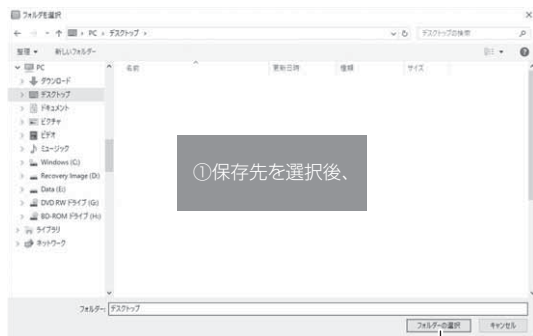 フォルダーを選択
PC › デスクトップ ›
デスクトップの検索
整理
新しいフォルダー
名前 更新日時 種類 サイズ
PC
ダウンロード
デスクトップ
ドキュメント
ピクチャ
ビデオ
ミュージック
Windows (C:)
Recovery Image (D:)
Data (E:)
DVD RW ドライブ (G:)
BD-ROM ドライブ (H:)
ライブラリ
ネットワーク
①保存先を選択後、
フォルダー: デスクトップ
フォルダーの選択 キャンセル